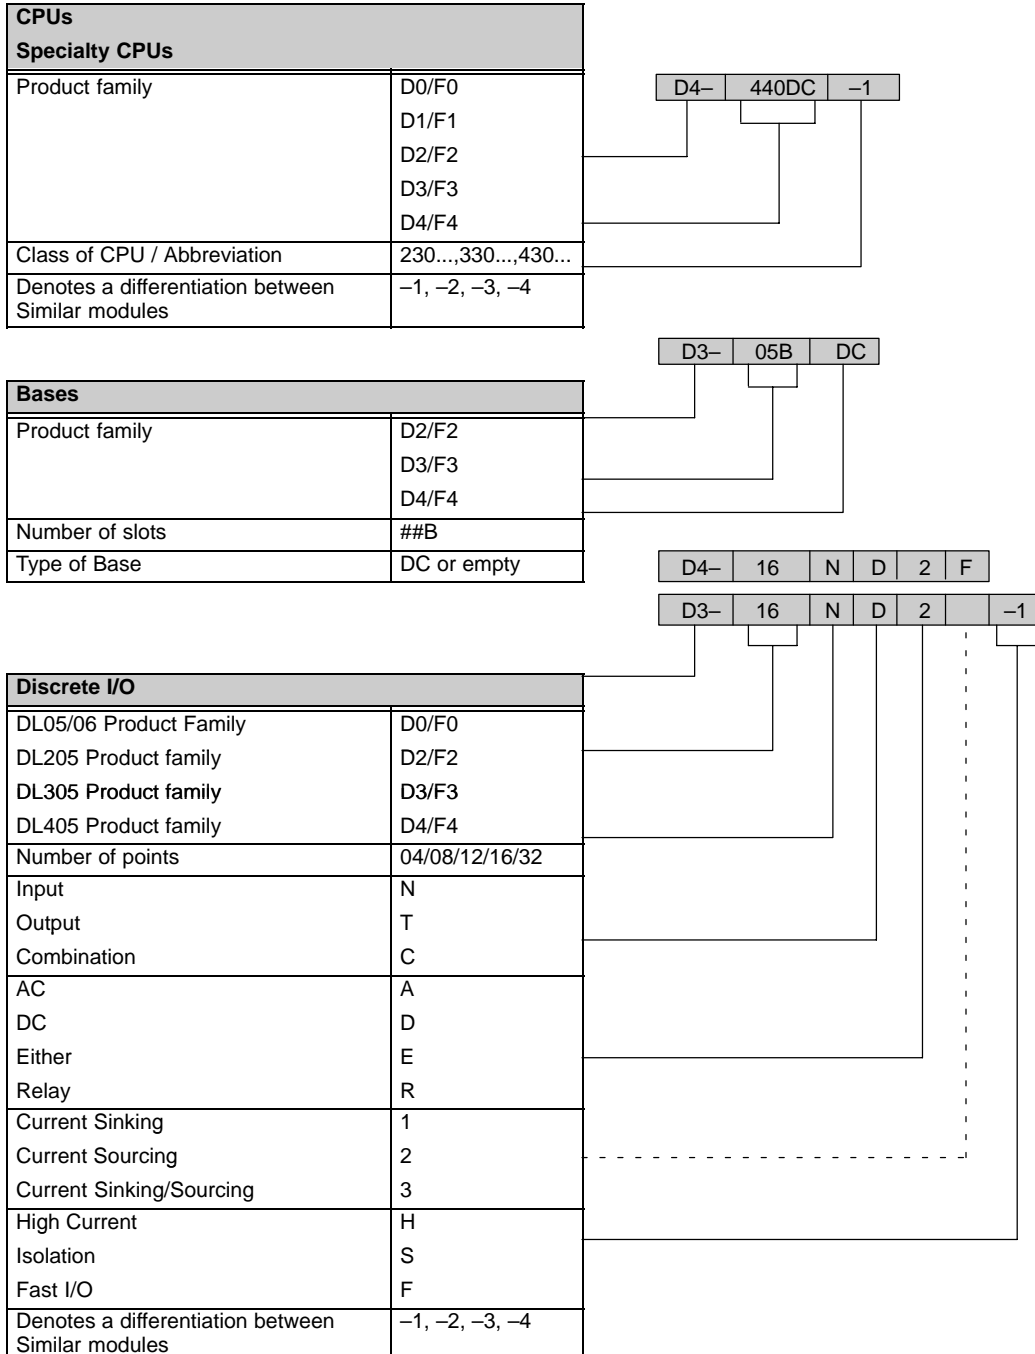 CPUs
Specialty CPUs
Product family D0/F0
D1/F1
D2/F2
D3/F3
D4/F4
Class of CPU / Abbreviation 230...,330...,430...
Denotes a differentiation between –1, –2, –3, –4
Similar modules
D4– 440DC –1
D3– 05B DC
Bases
Product family D2/F2
D3/F3
D4/F4
Number of slots ##B
Type of Base DC or empty
D4– 16 N D 2 F
D3– 16 N D 2 –1
Discrete I/O
DL05/06 Product Family D0/F0
DL205 Product family D2/F2
DL305 Product family D3/F3
DL405 Product family D4/F4
Number of points 04/08/12/16/32
Input N
Output T
Combination C
AC A
DC D
Either E
Relay R
Current Sinking 1
Current Sourcing 2
Current Sinking/Sourcing 3
High Current H
Isolation S
Fast I/O F
Denotes a differentiation between –1, –2, –3, –4
Similar modules